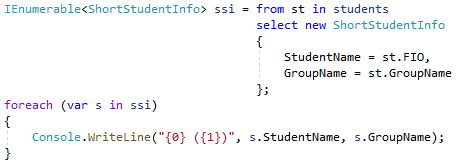 IEnumerable<ShortStudentInfo> ssi = from st in students
select new ShortStudentInfo
{
StudentName = st.FIO,
GroupName = st.GroupName
};
foreach (var s in ssi)
{
Console.WriteLine("{0} ({1})", s.StudentName, s.GroupName);
}